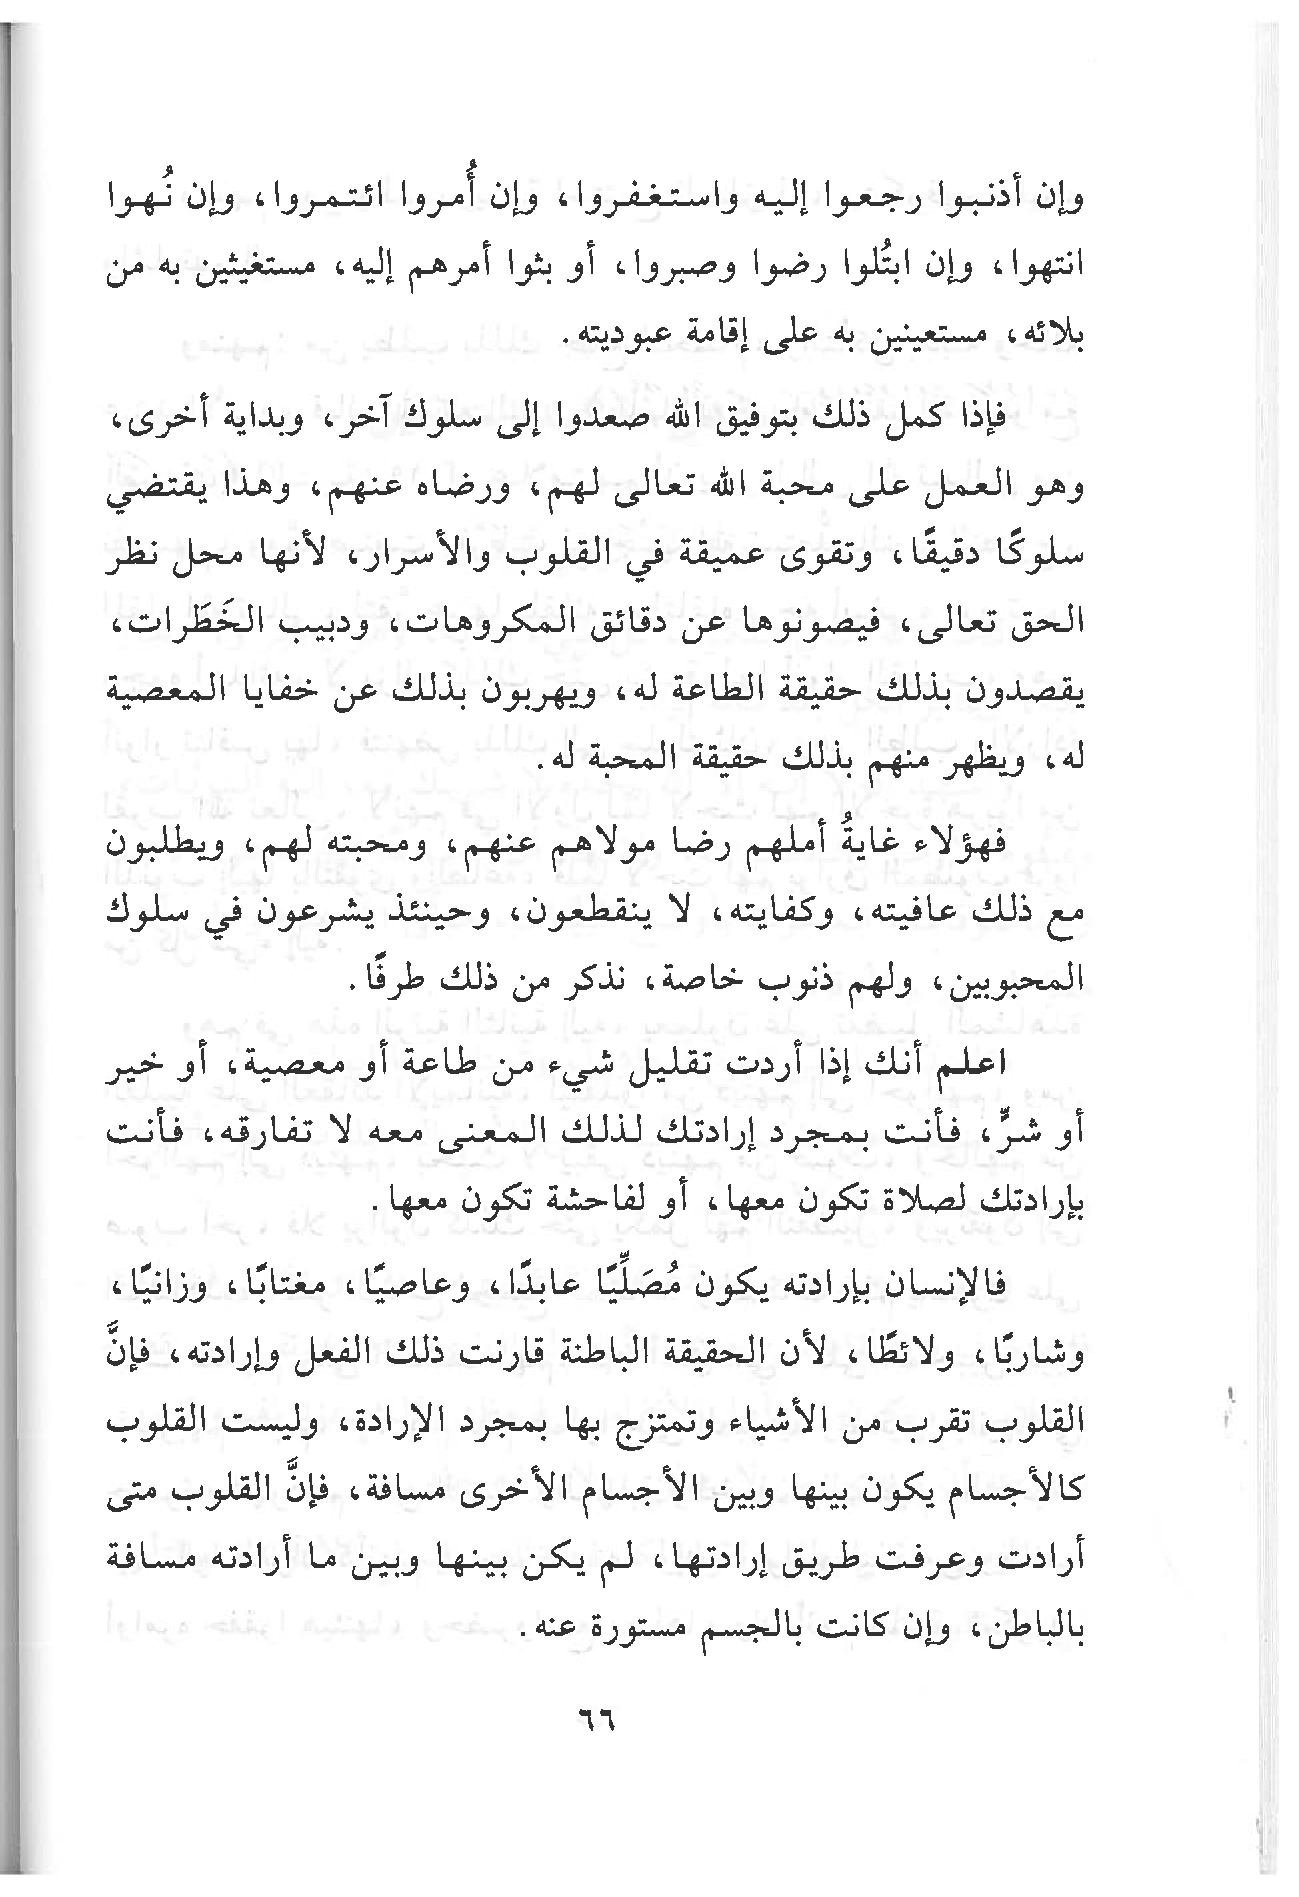 وإن أذنبوا رجعوا إليه واستغفروا، وإن أُمروا ائتمروا، وإن نُهوا
انتهوا، وإن ابتُلوا رضوا وصبروا، أو بثوا أمرهم إليه، مستغيثين به من
بلائه، مستعينين به على إقامة عبوديته.
فإذا كمل ذلك بتوفيق الله صعدوا إلى سلوك آخر، وبداية أخرى،
وهو العمل على محبة الله تعالى لهم، ورضاه عنهم، وهذا يقتضي
سلوكًا دقيقًا، وتقوى عميقة في القلوب والأسرار، لأنها محل نظر
الحق تعالى، فيصونوها عن دقائق المكروهات، ودبيب الخَطَرات،
يقصدون بذلك حقيقة الطاعة له، ويهربون بذلك عن خفايا المعصية
له، ويظهر منهم بذلك حقيقة المحبة له.
فهؤلاء غايةُ أملهم رضا مولاهم عنهم، ومحبته لهم، ويطلبون
مع ذلك عافيته، وكفايته، لا ينقطعون، وحينئذ يشرعون في سلوك
المحبوبين، ولهم ذنوب خاصة، نذكر من ذلك طرفًا.
اعلم أنك إذا أردت تقليل شيء من طاعة أو معصية، أو خير
أو شرٍّ، فأنت بمجرد إرادتك لذلك المعنى معه لا تفارقه، فأنت
بإرادتك لصلاة تكون معها، أو لفاحشة تكون معها.
فالإنسان بإرادته يكون مُصَلِّيًا عابدًا، وعاصيًا، مغتابًا، وزانيًا،
وشاربًا، ولائطًا، لأن الحقيقة الباطنة قارنت ذلك الفعل وإرادته، فإنَّ
القلوب تقرب من الأشياء وتمتزج بها بمجرد الإرادة، وليست القلوب
كالأجسام يكون بينها وبين الأجسام الأخرى مسافة، فإنَّ القلوب متى
أرادت وعرفت طريق إرادتها، لم يكن بينها وبين ما أرادته مسافة
بالباطن، وإن كانت بالجسم مستورة عنه.
٦٦